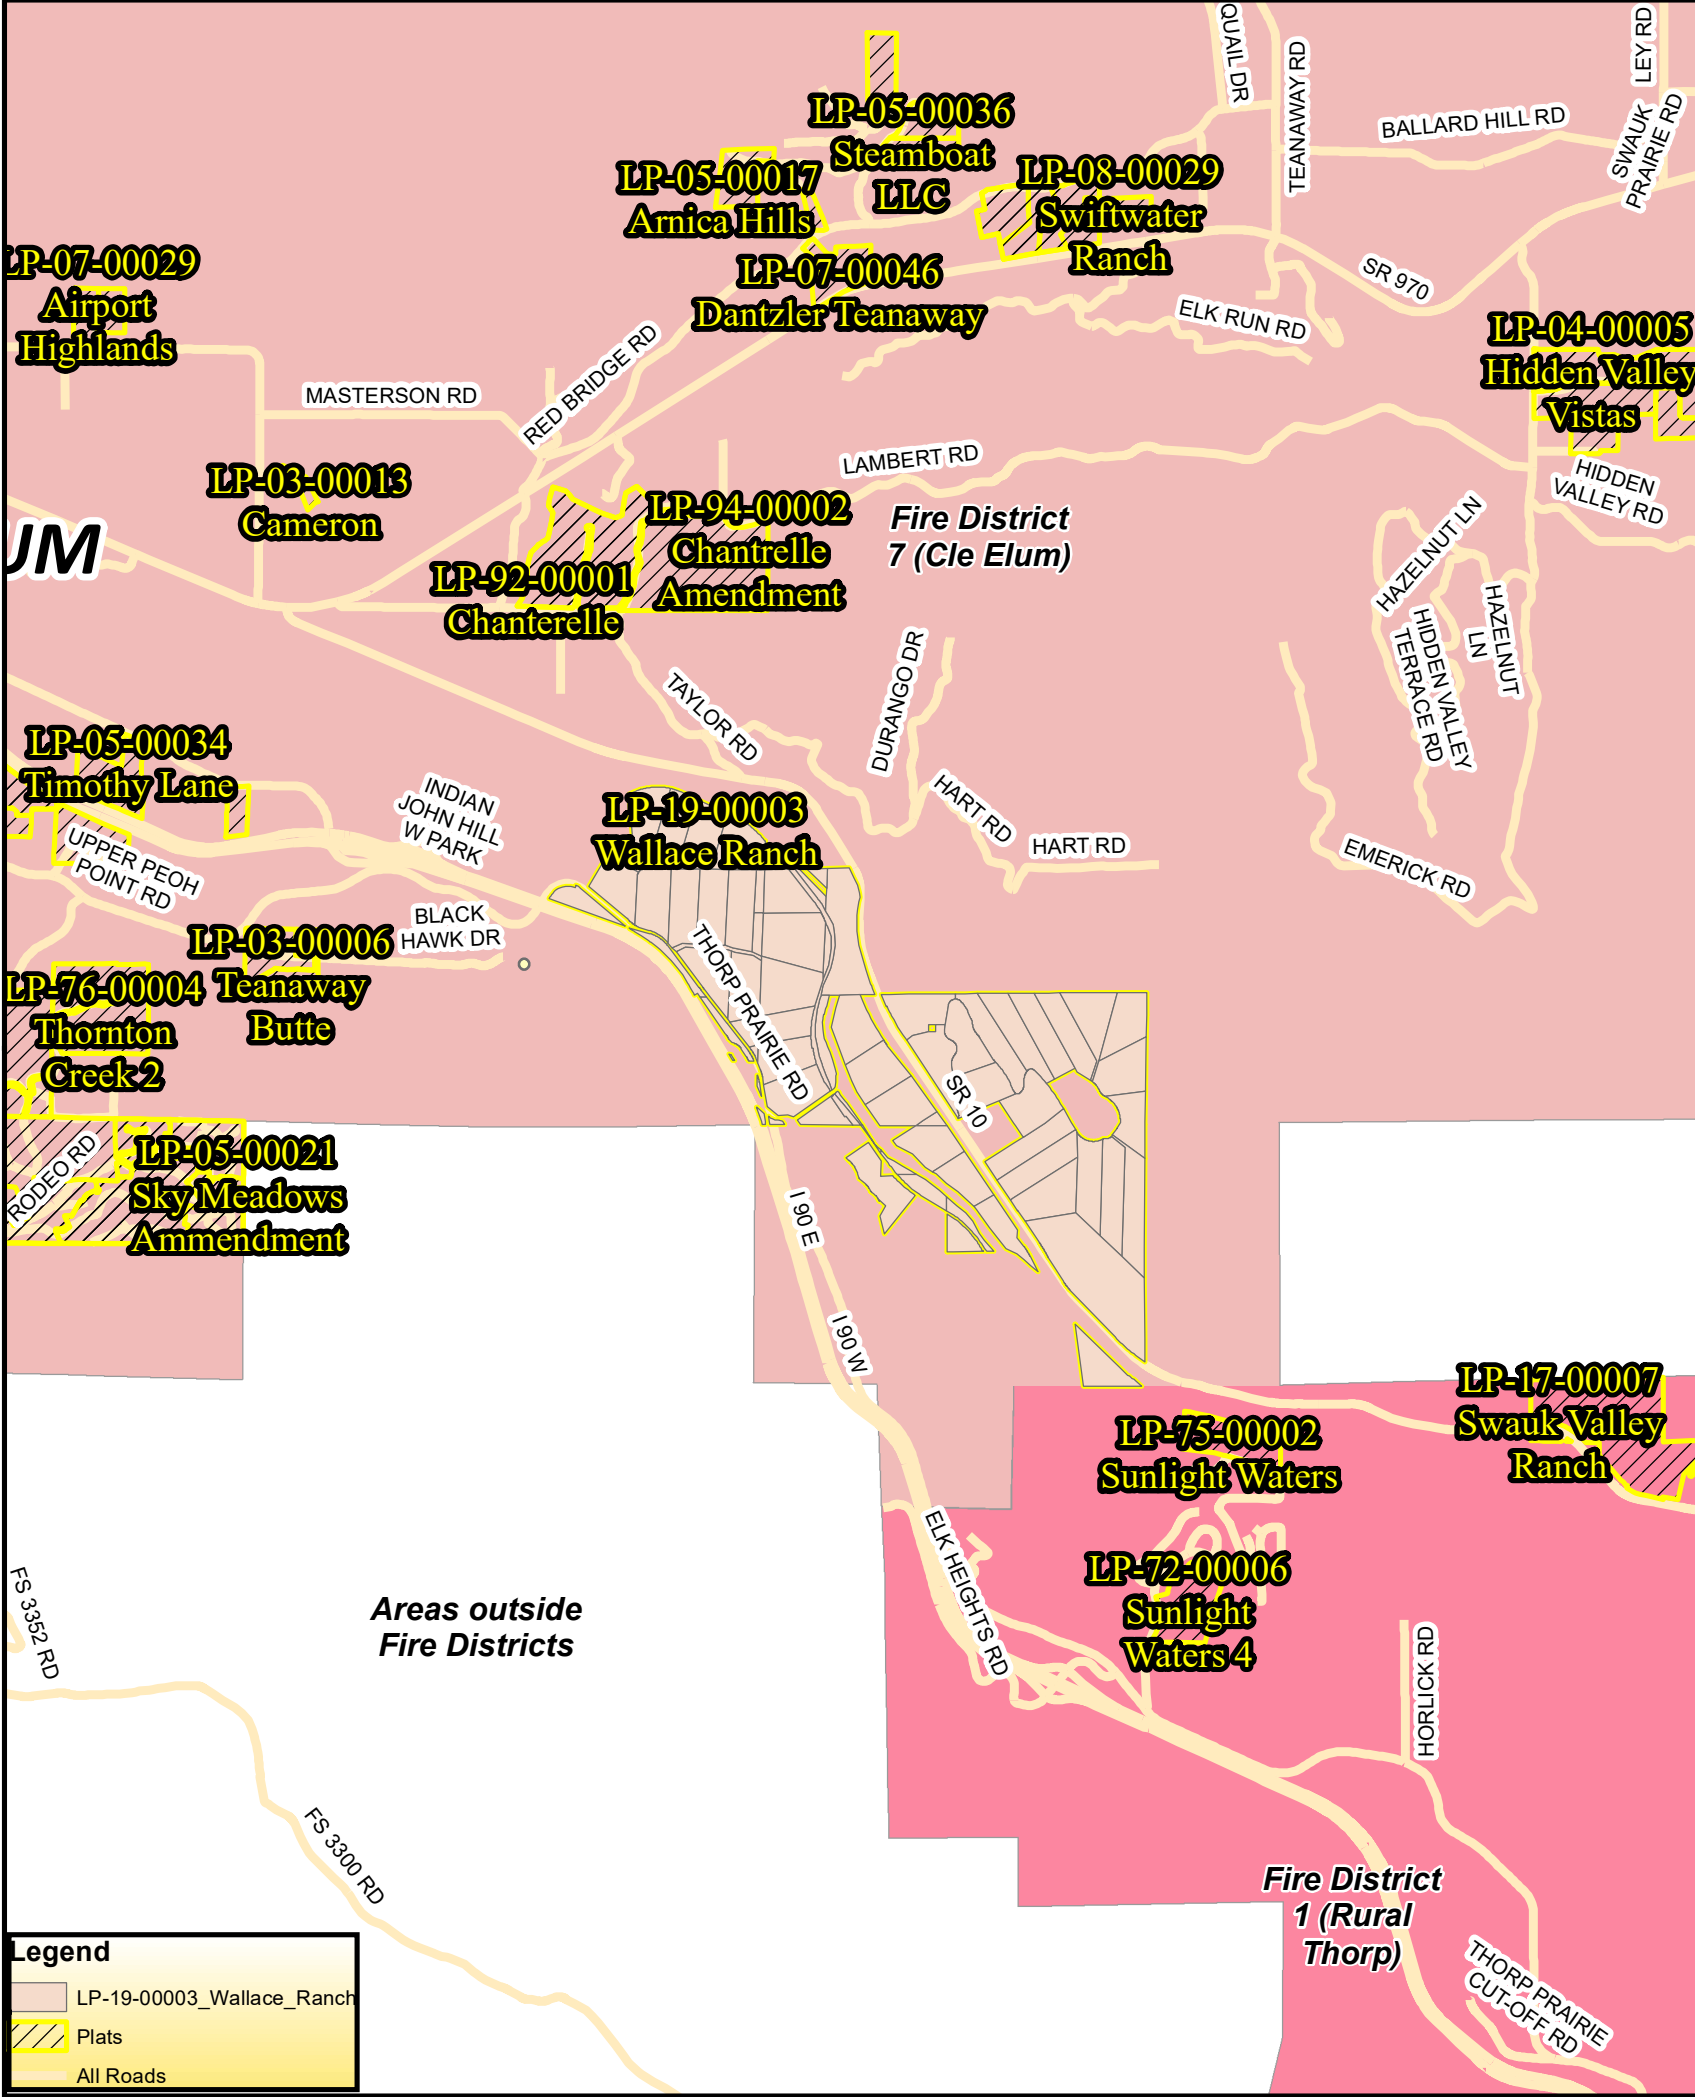 QUAIL DR
TEANAWAY RD
LEY RD
SWAUK
PRAIRIE RD
BALLARD HILL RD
LP-05-00036
Steamboat
LLC
LP-05-00017
Arnica Hills
LP-08-00029
Swiftwater
Ranch
LP-07-00029
Airport
Highlands
LP-07-00046
Dantzler Teanaway
SR 970
ELK RUN RD
LP-04-00005
Hidden Valley
Vistas
MASTERSON RD
RED BRIDGE RD
LAMBERT RD
HIDDEN
VALLEY RD
LP-03-00013
Cameron
LP-94-00002
Chantrelle
Amendment
Fire District
7 (Cle Elum)
UM
LP-92-00001
Chanterelle
HAZELNUT LN
HAZELNUT
LN
HIDDEN VALLEY
TERRACE RD
TAYLOR RD
DURANGO DR
LP-05-00034
Timothy Lane
INDIAN
JOHN HILL
W PARK
LP-19-00003
Wallace Ranch
HART RD
HART RD
EMERICK RD
UPPER PEOH
POINT RD
BLACK
HAWK DR
LP-03-00006
Teanaway
Butte
LP-76-00004
Thornton
Creek 2
THORP PRAIRIE RD
SR 10
RODEO RD
LP-05-00021
Sky Meadows
Ammendment
I 90 E
I 90 W
LP-17-00007
Swauk Valley
Ranch
LP-75-00002
Sunlight Waters
ELK HEIGHTS RD
LP-72-00006
Sunlight
Waters 4
FS 3352 RD
Areas outside
Fire Districts
HORLICK RD
FS 3300 RD
Fire District
1 (Rural
Thorp)
THORP PRAIRIE
CUT-OFF RD
Legend
LP-19-00003_Wallace_Ranch
Plats
All Roads